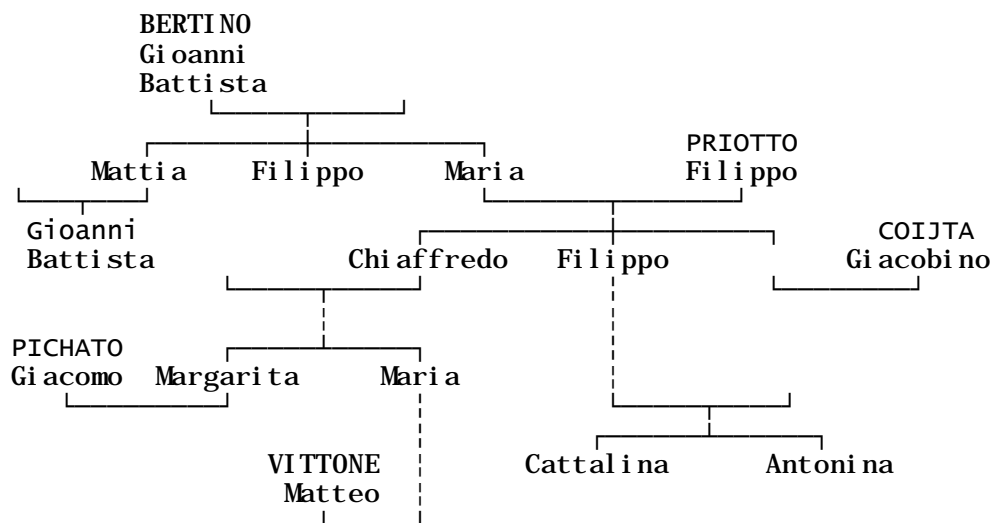 BERTINO
Gioanni
Battista
PRIOTTO
Mattia Filippo Maria Filippo
Gioanni COIJTA
Battista Chiaffredo Filippo Giacobino
PICHATO
Giacomo Margarita Maria
VITTONE Cattalina Antonina
Matteo